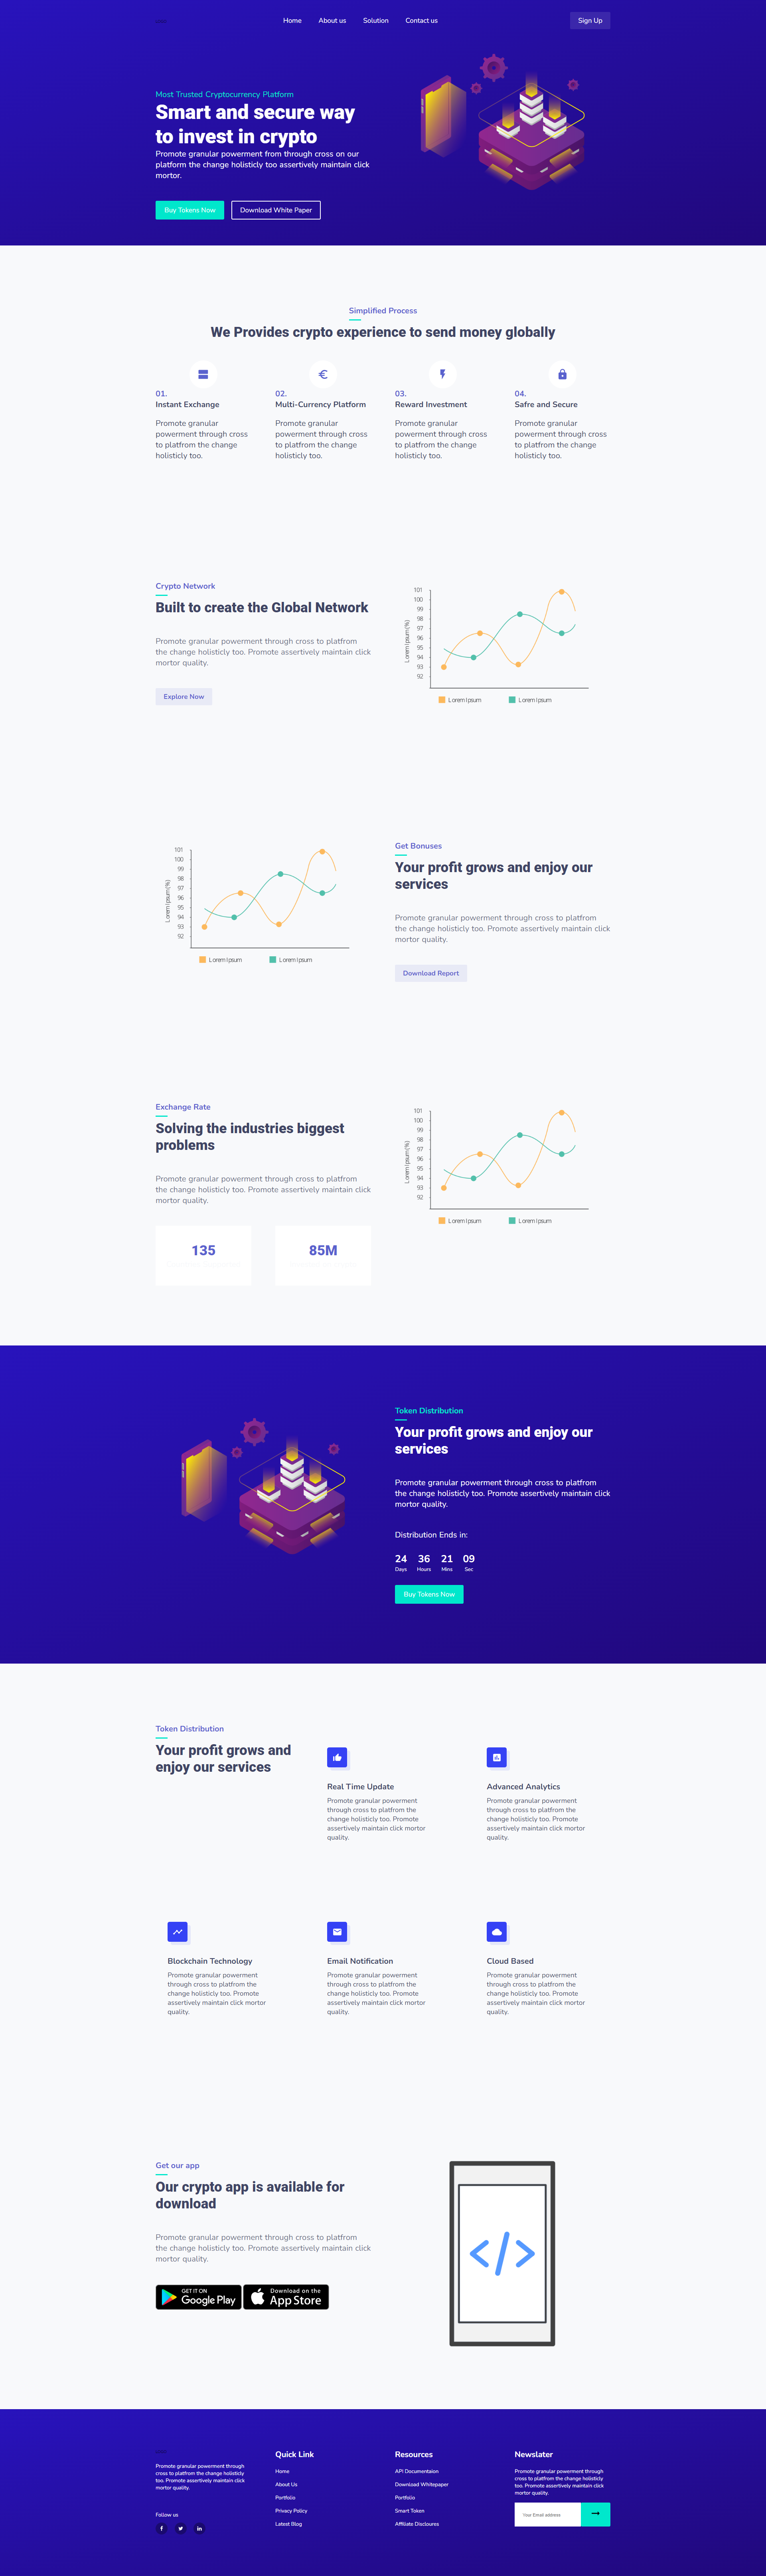 Home About us Solution Contact us Sign Up
Most Trusted Cryptocurrency Platform
Smart and secure way
to invest in crypto
Promote granular powerment from through cross on our
platform the change holisticly too assertively maintain click
mortor.
Buy Tokens Now Download White Paper
Simplified Process
We Provides crypto experience to send money globally
01.
Instant Exchange
Promote granular
powerment through cross
to platfrom the change
holisticly too.
02.
Multi-Currency Platform
Promote granular
powerment through cross
to platfrom the change
holisticly too.
03.
Reward Investment
Promote granular
powerment through cross
to platfrom the change
holisticly too.
04.
Safre and Secure
Promote granular
powerment through cross
to platfrom the change
holisticly too.
Crypto Network
Built to create the Global Network
Promote granular powerment through cross to platfrom
the change holisticly too. Promote assertively maintain click
mortor quality.
Explore Now
101
100
99
98
97
96
95
94
93
92
Lorem Ipsum (%)
Lorem Ipsum Lorem Ipsum
101
100
99
98
97
96
95
94
93
92
Lorem Ipsum (%)
Lorem Ipsum Lorem Ipsum
Get Bonuses
Your profit grows and enjoy our
services
Promote granular powerment through cross to platfrom
the change holisticly too. Promote assertively maintain click
mortor quality.
Download Report
Exchange Rate
Solving the industries biggest
problems
Promote granular powerment through cross to platfrom
the change holisticly too. Promote assertively maintain click
mortor quality.
135 85M
101
100
99
98
97
96
95
94
93
92
Lorem Ipsum (%)
Lorem Ipsum Lorem Ipsum
Token Distribution
Your profit grows and enjoy our
services
Promote granular powerment through cross to platfrom
the change holisticly too. Promote assertively maintain click
mortor quality.
Distribution Ends in:
24 36 21 09
Days Hours Mins Sec
Buy Tokens Now
Token Distribution
Your profit grows and
enjoy our services
Real Time Update
Promote granular powerment
through cross to platfrom the
change holisticly too. Promote
assertively maintain click mortor
quality.
Advanced Analytics
Promote granular powerment
through cross to platfrom the
change holisticly too. Promote
assertively maintain click mortor
quality.
Blockchain Technology
Promote granular powerment
through cross to platfrom the
change holisticly too. Promote
assertively maintain click mortor
quality.
Email Notification
Promote granular powerment
through cross to platfrom the
change holisticly too. Promote
assertively maintain click mortor
quality.
Cloud Based
Promote granular powerment
through cross to platfrom the
change holisticly too. Promote
assertively maintain click mortor
quality.
Get our app
Our crypto app is available for
download
Promote granular powerment through cross to platfrom
the change holisticly too. Promote assertively maintain click
mortor quality.
GET IT ON
Google Play
Download on the
App Store
</>
Promote granular powerment through
cross to platfrom the change holisticly
too. Promote assertively maintain click
mortor quality.
Follow us
Quick Link
Home
About Us
Portfolio
Privacy Policy
Latest Blog
Resources
API Documentaion
Download Whitepaper
Portfolio
Smart Token
Affiliate Discloures
Newslater
Promote granular powerment through
cross to platfrom the change holisticly
too. Promote assertively maintain click
mortor quality.
Your Email address